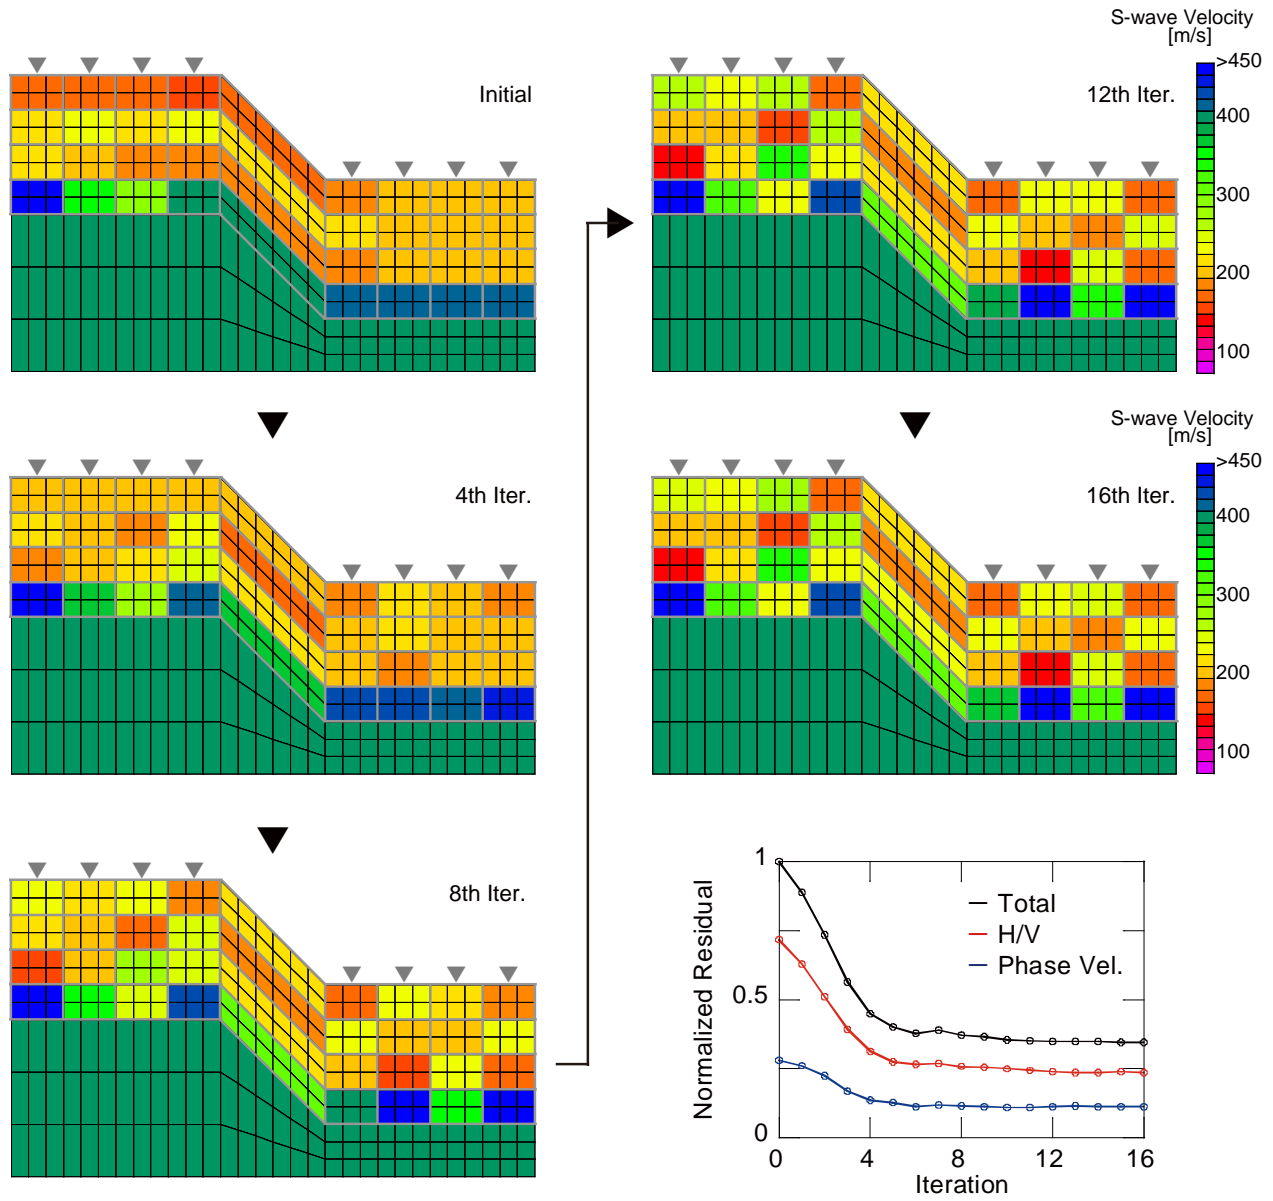 Initial
12th Iter.
S-wave Velocity
[m/s]
>450
400
300
200
100
4th Iter.
16th Iter.
S-wave Velocity
[m/s]
>450
400
300
200
100
8th Iter.
Normalized Residual
1
0.5
0
Total
H/V
Phase Vel.
0 4 8 12 16
Iteration